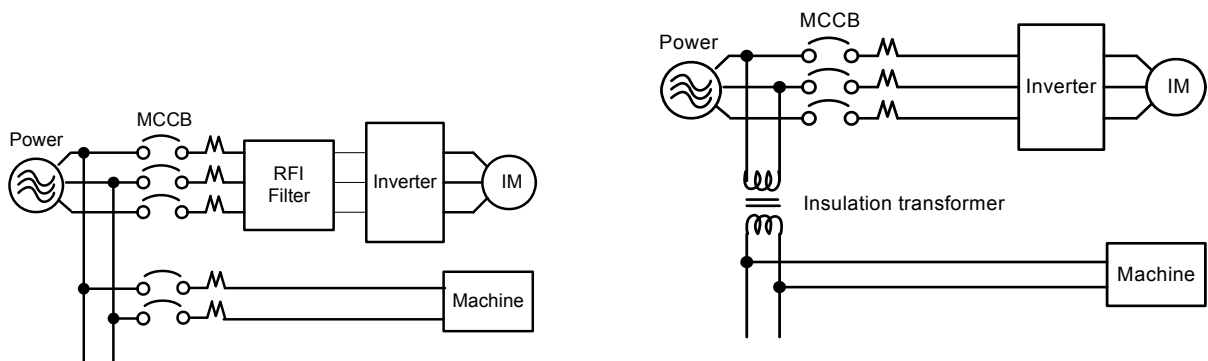 Power
MCCB
RFI
Filter
Inverter
IM
Machine
MCCB
Power
Inverter
IM
Insulation transformer
Machine